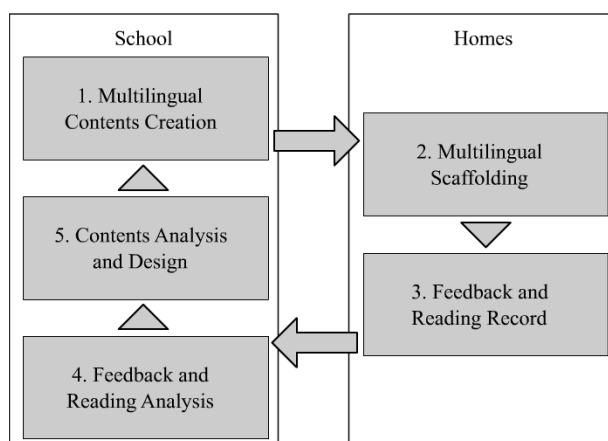 School
1. Multilingual
Contents Creation
5. Contents Analysis
and Design
4. Feedback and
Reading Analysis
Homes
2. Multilingual
Scaffolding
3. Feedback and
Reading Record